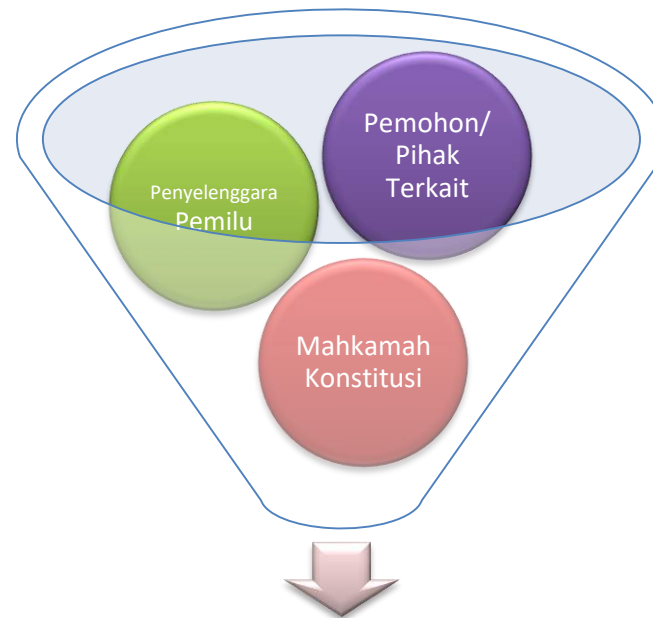 Pemohon/
Pihak
Terkait
Penyelenggara
Pemilu
Mahkamah
Konstitusi